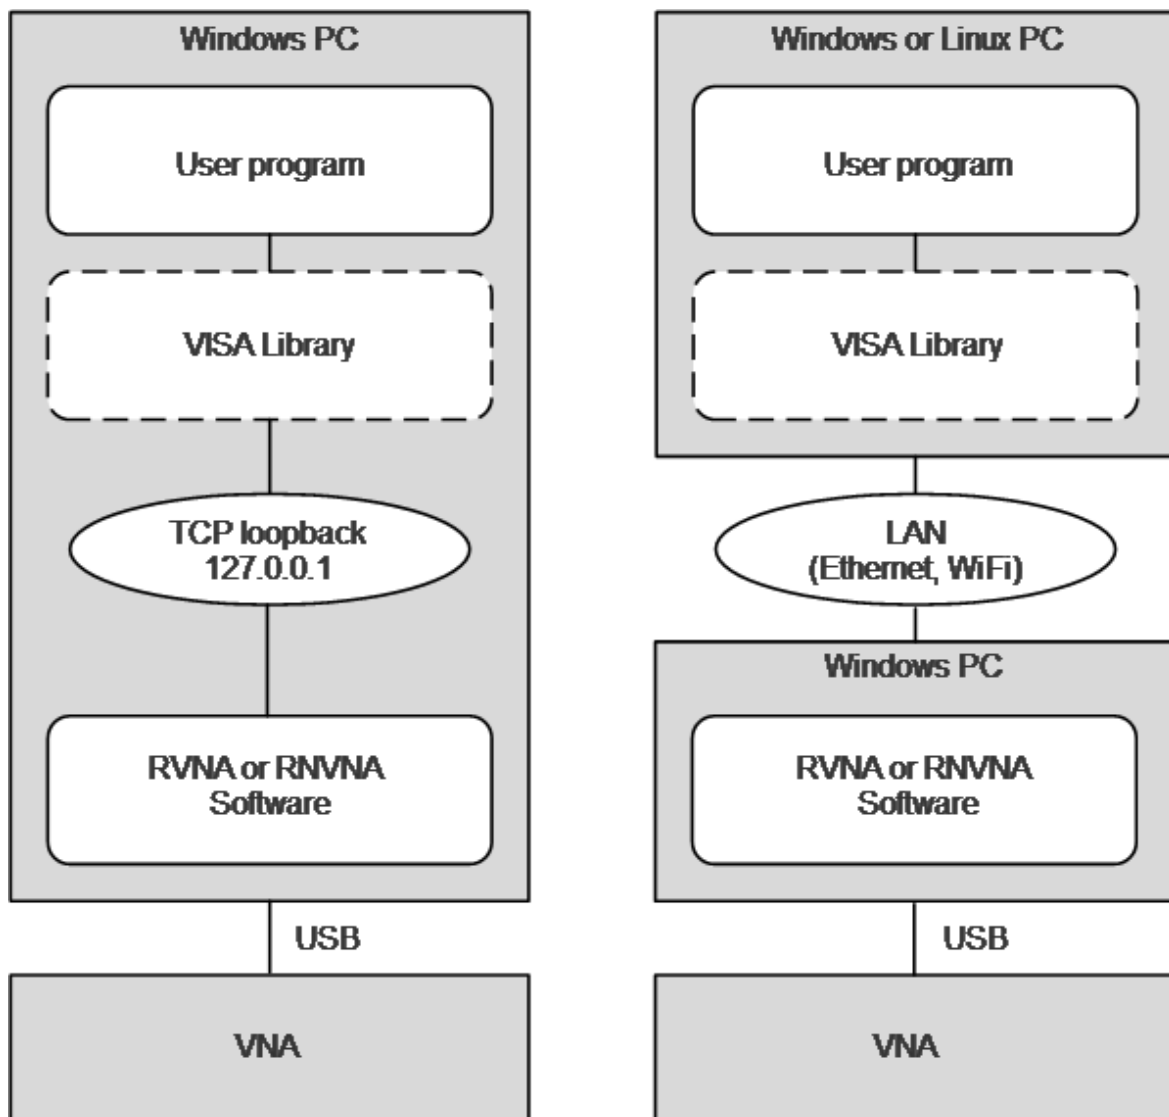 Windows PC
User program
VISA Library
TCP loopback
127.0.0.1
RVNA or RNVNA
Software
USB
VNA
Windows or Linux PC
User program
VISA Library
LAN
(Ethernet, WiFi)
Windows PC
RVNA or RNVNA
Software
USB
VNA